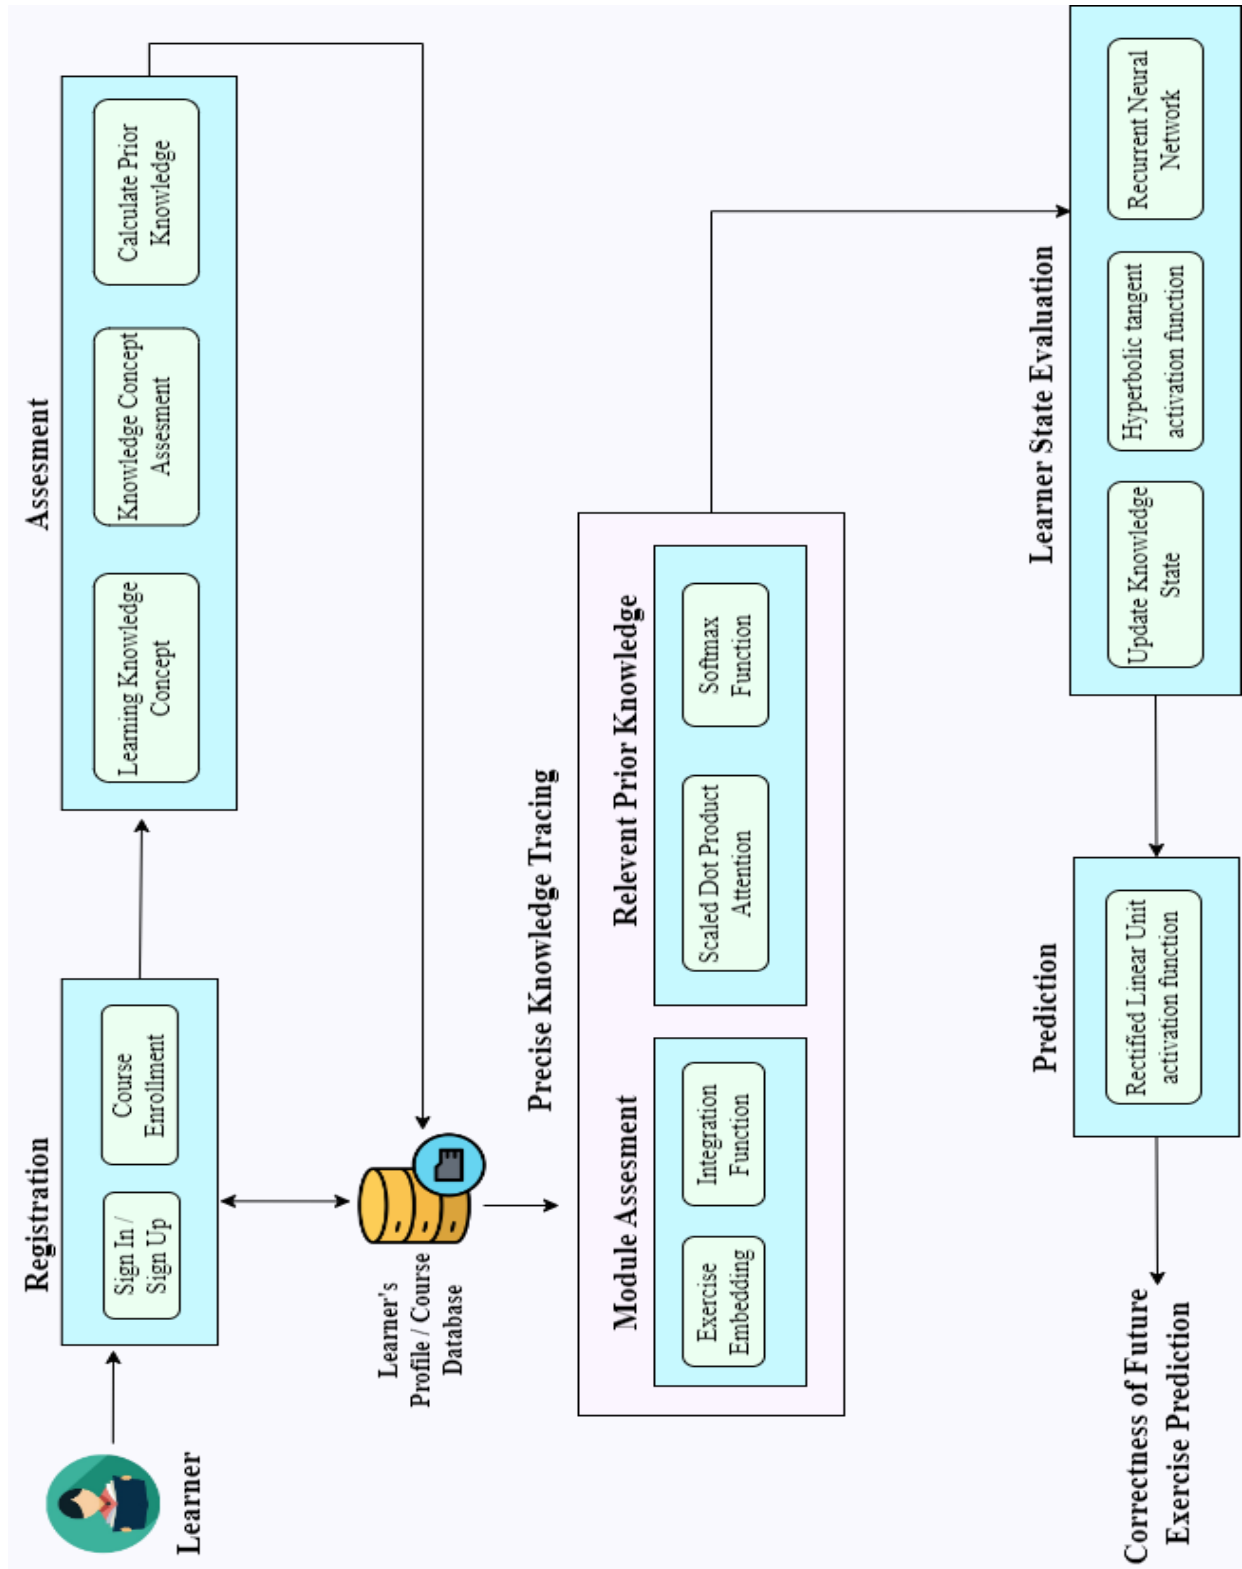 Learner
Registration
Sign In /
Sign Up
Course
Enrollment
Assesment
Learning Knowledge
Concept
Knowledge Concept
Assesment
Calculate Prior
Knowledge
Learner's
Profile / Course
Database
Precise Knowledge Tracing
Module Assesment
Exercise
Embedding
Integration
Function
Relevent Prior Knowledge
Scaled Dot Product
Attention
Softmax
Function
Learner State Evaluation
Update Knowledge
State
Hyperbolic tangent
activation function
Recurrent Neural
Network
Prediction
Rectified Linear Unit
activation function
Correctness of Future
Exercise Prediction